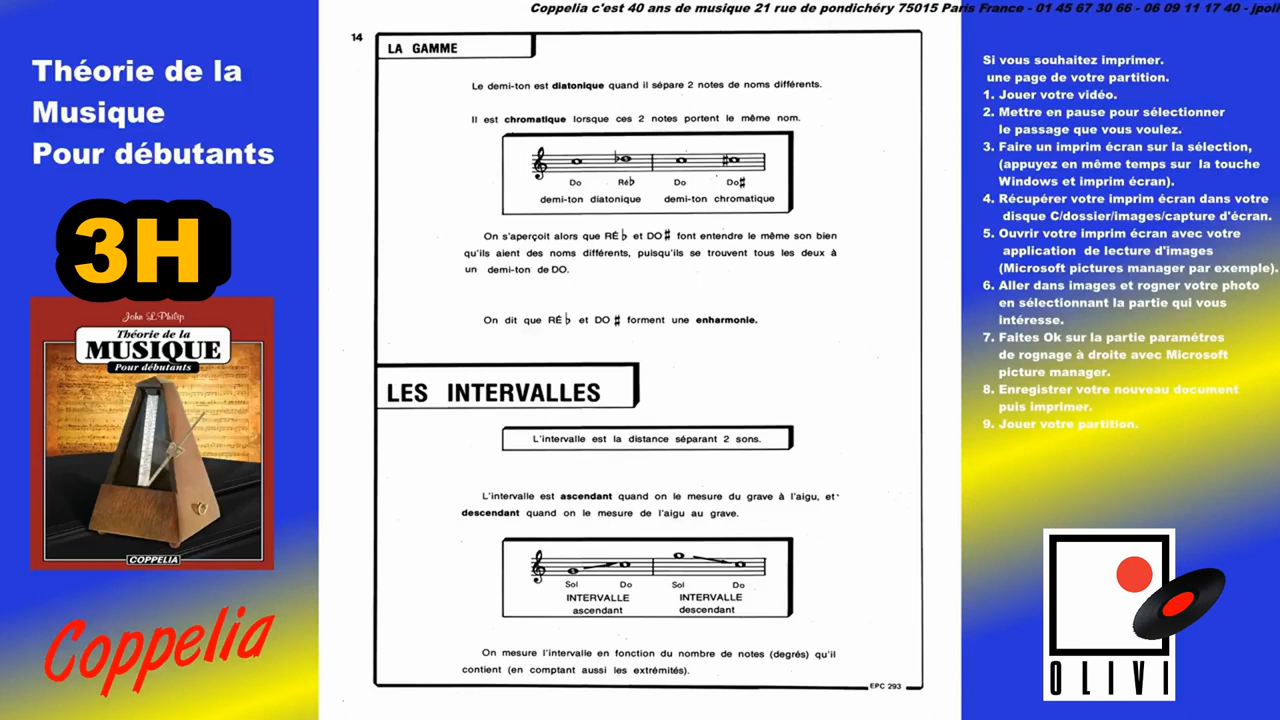 Coppelia c'est 40 ans de musique 21 rue de pondichéry 75015 Paris France - 01 45 67 30 66 - 06 09 11 17 40 -
Théorie de la
Musique
Pour débutants
3H
John L. Philip
Théorie de la
MUSIQUE
Pour débutants
COPPELIA
Coppelia
14
LA GAMME
Le demi-ton est diatonique quand il sépare 2 notes de noms différents.
Il est chromatique lorsque ces 2 notes portent le même nom.
Do Ré♭ Do Do♯
demi-ton diatonique demi-ton chromatique
On s'aperçoit alors que RÉ ♭ et DO ♯ font entendre le même son bien
qu'ils aient des noms différents, puisqu'ils se trouvent tous les deux à
un demi-ton de DO.
On dit que RÉ ♭ et DO ♯ forment une enharmonie.
LES INTERVALLES
L'intervalle est la distance séparant 2 sons.
L'intervalle est ascendant quand on le mesure du grave à l'aigu, et
descendant quand on le mesure de l'aigu au grave.
Sol Do Sol Do
INTERVALLE INTERVALLE
ascendant descendant
On mesure l'intervalle en fonction du nombre de notes (degrés) qu'il
contient (en comptant aussi les extrémités).
EPC 293
Si vous souhaitez imprimer.
une page de votre partition.
1. Jouer votre vidéo.
2. Mettre en pause pour sélectionner
le passage que vous voulez.
3. Faire un imprim écran sur la sélection,
(appuyez en même temps sur la touche
Windows et imprim écran).
4. Récupérer votre imprim écran dans votre
disque C/dossier/images/capture d'écran.
5. Ouvrir votre imprim écran avec votre
application de lecture d'images
(Microsoft pictures manager par exemple).
6. Aller dans images et rogner votre photo
en sélectionnant la partie qui vous
intéresse.
7. Faites Ok sur la partie paramétres
de rognage à droite avec Microsoft
picture manager.
8. Enregistrer votre nouveau document
puis imprimer.
9. Jouer votre partition.
OLIVI